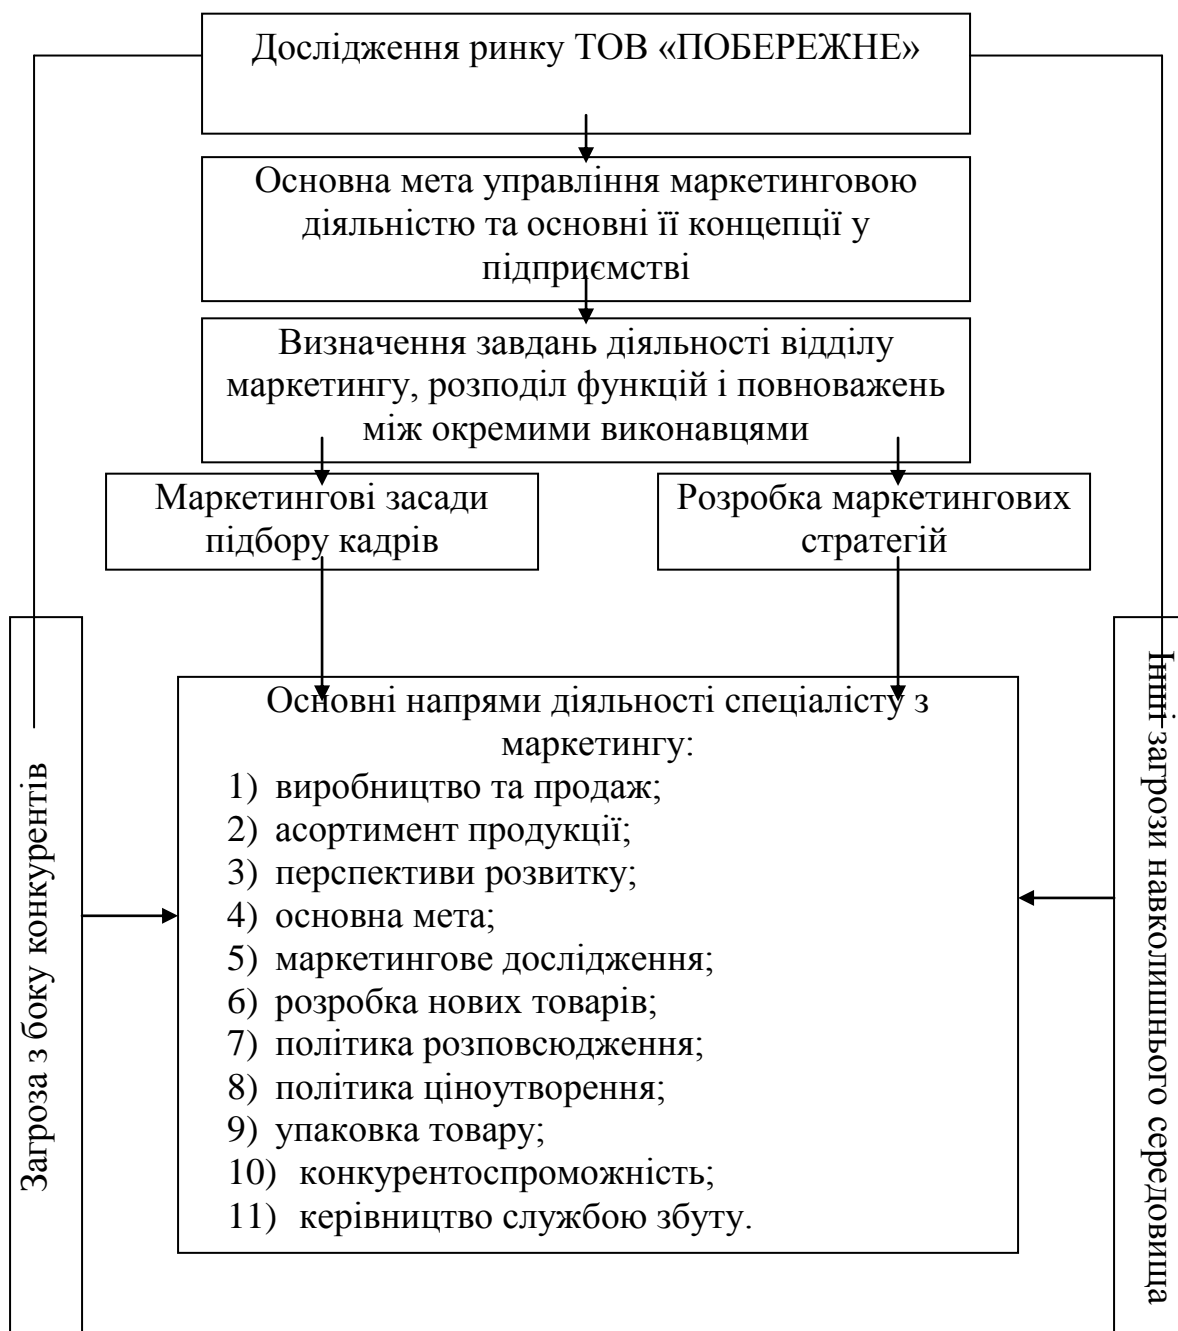 Дослідження ринку ТОВ «ПОБЕРЕЖНЕ»
Основна мета управління маркетинговою
діяльністю та основні її концепції у
підприємстві
Визначення завдань діяльності відділу
маркетингу, розподіл функцій і повноважень
між окремими виконавцями
Маркетингові засади
підбору кадрів
Розробка маркетингових
стратегій
Загроза з боку конкурентів
Основні напрями діяльності спеціалісту з
маркетингу:
1) виробництво та продаж;
2) асортимент продукції;
3) перспективи розвитку;
4) основна мета;
5) маркетингове дослідження;
6) розробка нових товарів;
7) політика розповсюдження;
8) політика ціноутворення;
9) упаковка товару;
10) конкурентоспроможність;
11) керівництво службою збуту.
Інші загрози навколишнього середовища